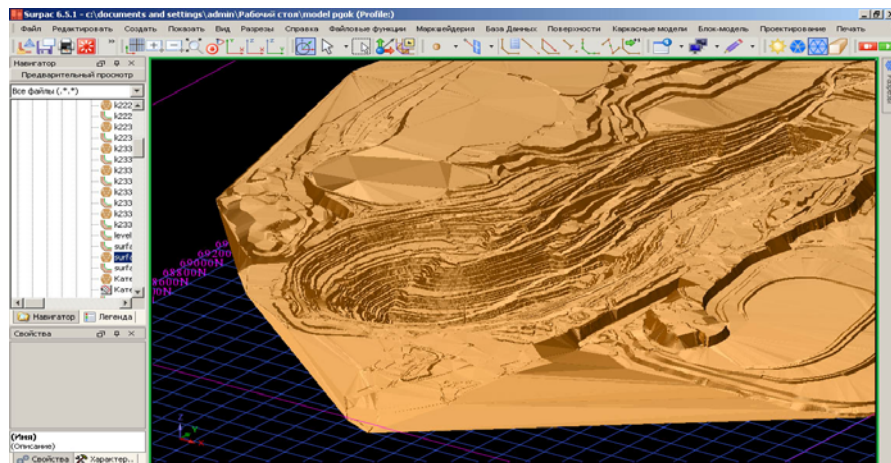 Surpac 6.5.1 - c:\documents and settings\admin\Рабочий стол\model pgok (Profile:)
Файл Редактировать Создать Показать Вид Разрезы Справка Файловые функции Маркшейдерия База Данных Поверхности Каркасные модели Блок-модель Проектирование Печать
Навигатор
Предварительный просмотр
Все файлы (.*.*)
k222
k222
k223
k223
k233
k233
k233
k233
k233
k233
level
surfa
surfa
surfa
Кате
Кате
Навигатор Легенда
Свойства
(Имя)
(Описание)
Свойства Характер..
69200
69000N
68800N
Z
Y
X